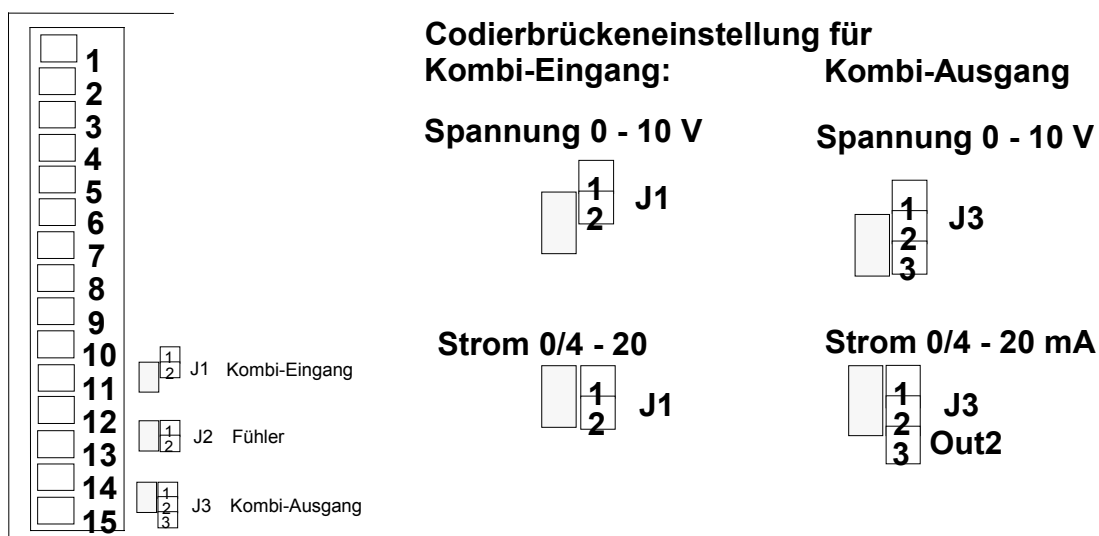 1
2
3
4
5
6
7
8
9
10
11
12
13
14
15
1
2
J1 Kombi-Eingang
1
2
J2 Fühler
1
2
3
J3 Kombi-Ausgang
Codierbrückeneinstellung für
Kombi-Eingang:
Kombi-Ausgang
Spannung 0 - 10 V
1
2
J1
Spannung 0 - 10 V
1
2
3
J3
Strom 0/4 - 20
1
2
J1
Strom 0/4 - 20 mA
1
2
3
J3
Out2